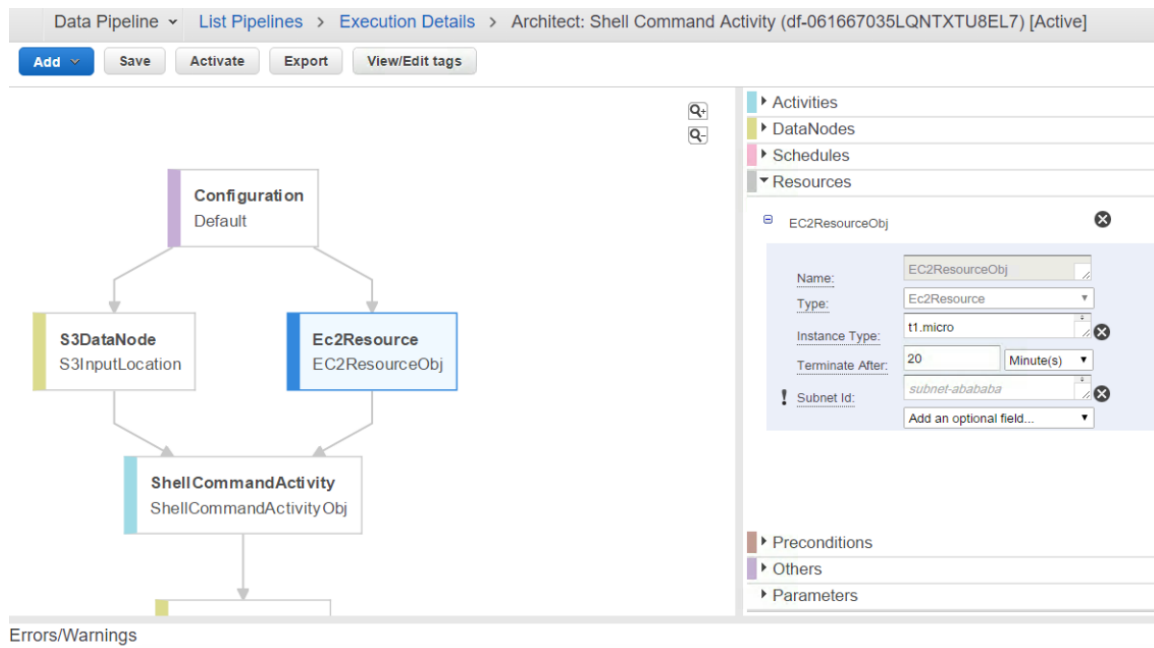 Data Pipeline List Pipelines > Execution Details > Architect: Shell Command Activity (df-061667035LQNTXTU8EL7) [Active]
Add Save Activate Export View/Edit tags
Activities
DataNodes
Schedules
Resources
EC2ResourceObj
Name: EC2ResourceObj
Type: Ec2Resource
Instance Type: t1.micro
Terminate After: 20 Minute(s)
! Subnet Id: subnet-abababa
Add an optional field...
Preconditions
Others
Parameters
Configuration
Default
S3DataNode
S3InputLocation
Ec2Resource
EC2ResourceObj
ShellCommandActivity
ShellCommandActivityObj
Errors/Warnings